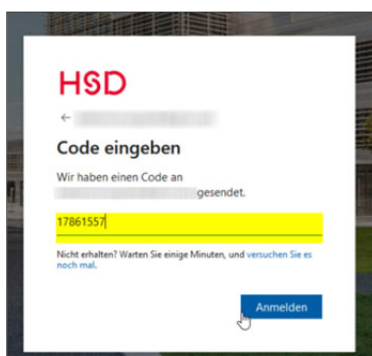 HSD
←
Code eingeben
Wir haben einen Code an
gesendet.
17861557
Nicht erhalten? Warten Sie einige Minuten, und versuchen Sie es
noch mal.
Anmelden